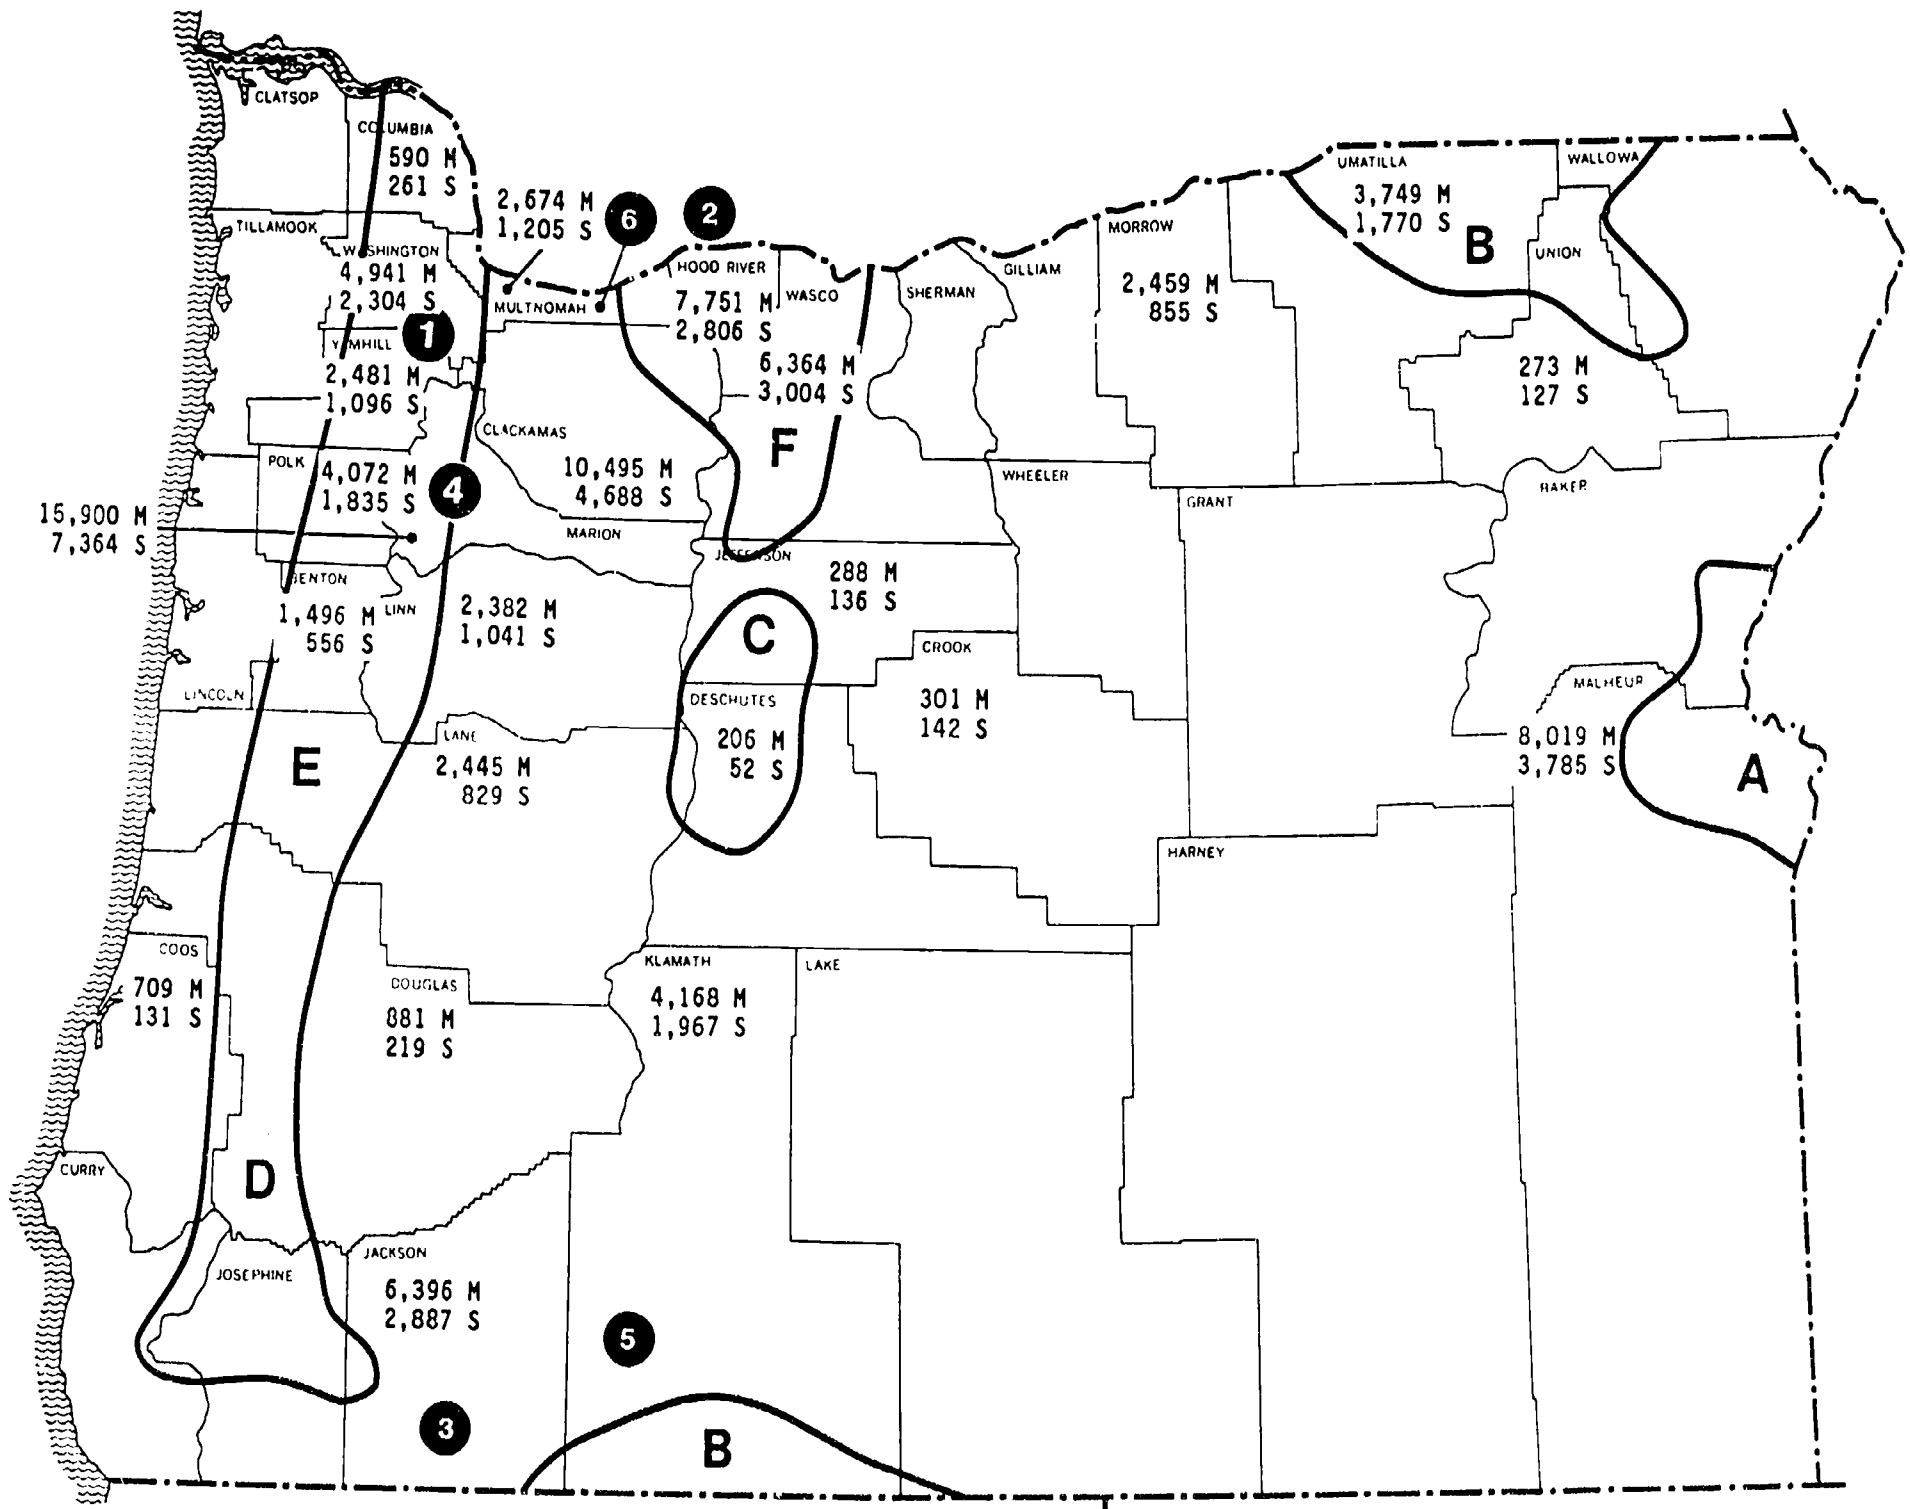 CLATSOP
COLUMBIA
590 M
261 S
2,674 M
1,205 S
6
2
UMATILLA
WALLOWA
3,749 M
1,770 S
B
UNION
TILLAMOOK
WASHINGTON
4,941 M
2,304 S
MORROW
2,459 M
855 S
GILLIAM
HOOD RIVER
7,751 M
2,806 S
WASCO
SHERMAN
MULTNOMAH
1
YAMHILL
2,481 M
1,096 S
6,364 M
3,004 S
273 M
127 S
F
CLACKAMAS
10,495 M
4,688 S
POLK
4,072 M
1,835 S
4
WHEELER
GRANT
BAKER
15,900 M
7,364 S
MARION
JEFFERSON
288 M
136 S
BENTON
1,496 M
556 S
LINN
2,382 M
1,041 S
C
CROOK
301 M
142 S
LINCOLN
DESCHUTES
206 M
52 S
MALHEUR
8,019 M
3,785 S
A
E
LANE
2,445 M
829 S
HARNEY
COOS
709 M
131 S
DOUGLAS
881 M
219 S
KLAMATH
4,168 M
1,967 S
LAKE
CURRY
D
JOSEPHINE
JACKSON
6,396 M
2,887 S
5
3
B